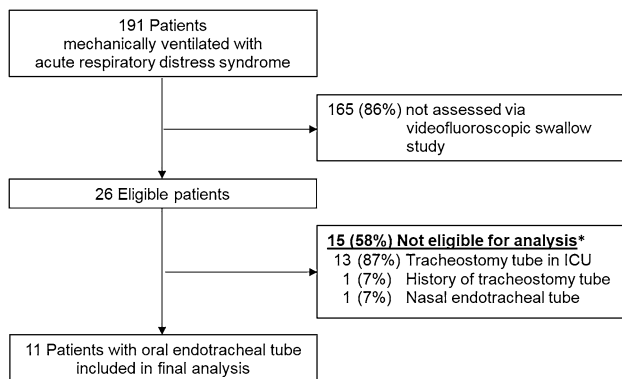 191 Patients
mechanically ventilated with
acute respiratory distress syndrome
165 (86%) not assessed via
videofluoroscopic swallow
study
26 Eligible patients
15 (58%) Not eligible for analysis*
13 (87%) Tracheostomy tube in ICU
1 (7%) History of tracheostomy tube
1 (7%) Nasal endotracheal tube
11 Patients with oral endotracheal tube
included in final analysis